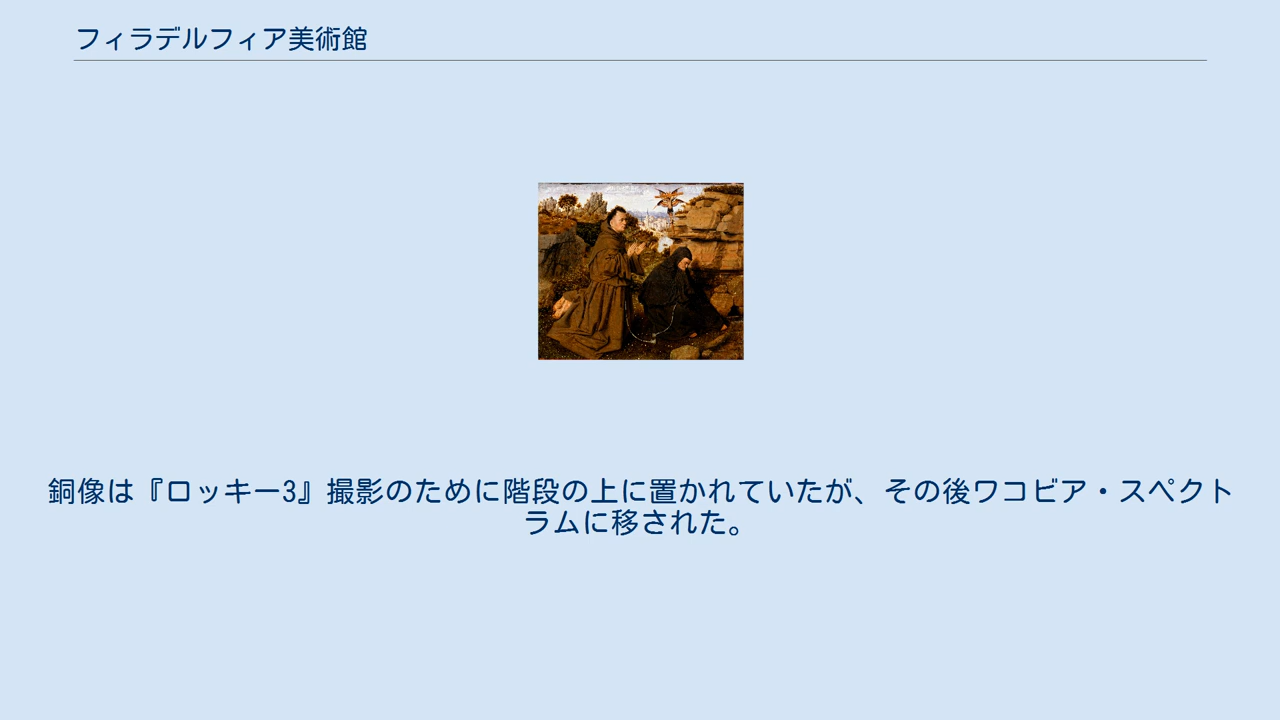 フィラデルフィア美術館
銅像は『ロッキー3』撮影のために階段の上に置かれていたが、その後ワコビア・スペクト
ラムに移された。